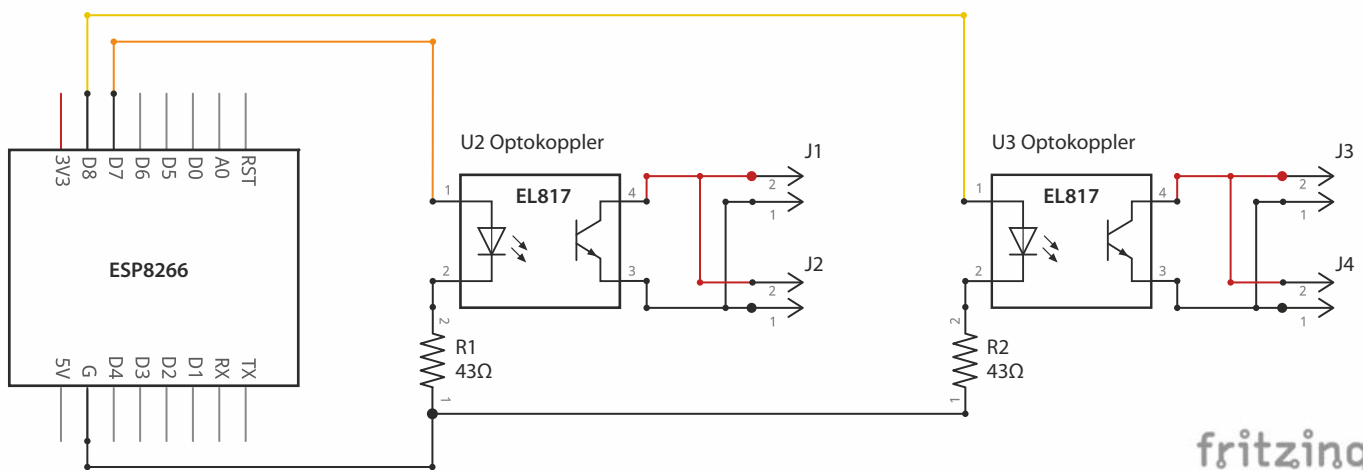 U2 Optokoppler
U3 Optokoppler
J1
J3
3V3
D8
D7
D6
D5
D0
A0
RST
1
EL817
4
2
1
1
EL817
4
2
1
ESP8266
2
3
J2
2
1
2
3
J4
2
1
5V
G
D4
D3
D2
D1
RX
TX
2
R1
43Ω
1
2
R2
43Ω
1
fritzing